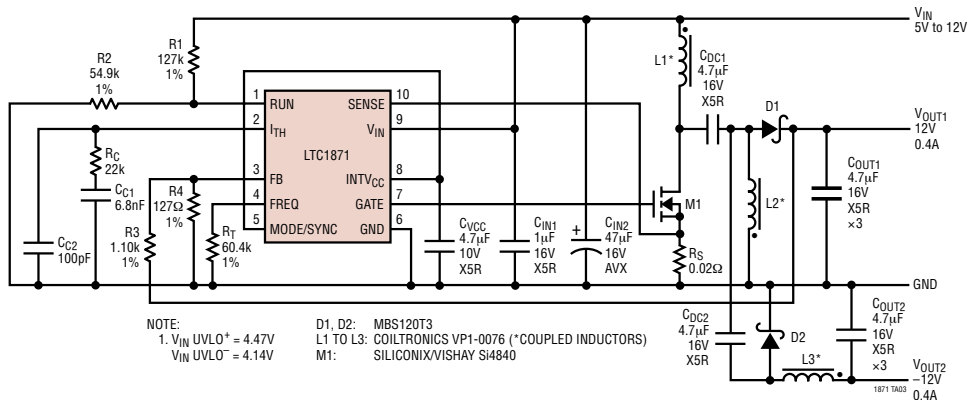 VIN
5V to 12V
R1
127k
1%
R2
54.9k
1%
L1*
CDC1
4.7µF
16V
X5R
D1
VOUT1
12V
0.4A
1
RUN
SENSE
10
2
ITH
VIN
9
LTC1871
3
FB
INTVCC
8
4
FREQ
GATE
7
5
MODE/SYNC
GND
6
RC
22k
CC1
6.8nF
CC2
100pF
R3
1.10k
1%
R4
127Ω
1%
RT
60.4k
1%
CVCC
4.7µF
10V
X5R
CIN1
1µF
16V
X5R
+
CIN2
47µF
16V
AVX
M1
RS
0.02Ω
L2*
COUT1
4.7µF
16V
X5R
×3
GND
CDC2
4.7µF
16V
X5R
D2
L3*
COUT2
4.7µF
16V
X5R
×3
VOUT2
–12V
0.4A
NOTE:
1. VIN UVLO+ = 4.47V
VIN UVLO– = 4.14V
D1, D2: MBS120T3
L1 TO L3: COILTRONICS VP1-0076 (*COUPLED INDUCTORS)
M1: SILICONIX/VISHAY Si4840
1871 TA03